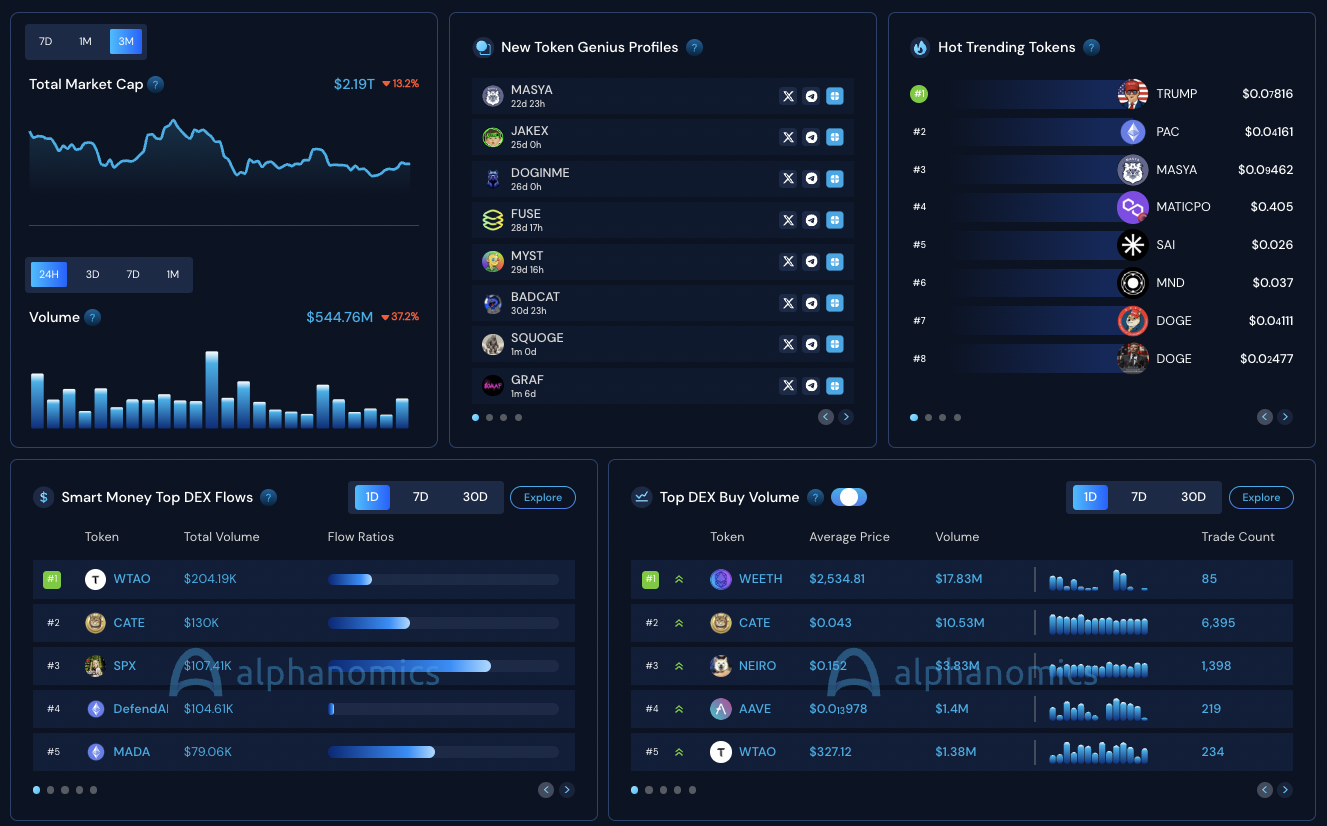 7D 1M 3M
Total Market Cap ? $2.19T 13.2%
24H 3D 7D 1M
Volume ? $544.76M 37.2%
New Token Genius Profiles ?
MASYA
22d 23h
JAKEX
25d 0h
DOGINME
26d 0h
FUSE
28d 17h
MYST
29d 16h
BADCAT
30d 23h
SQUOGE
1m 0d
GRAF
1m 6d
Hot Trending Tokens ?
#1 TRUMP $0.0₇816
#2 PAC $0.0₄161
#3 MASYA $0.0₉462
#4 MATICPO $0.405
#5 SAI $0.026
#6 MND $0.037
#7 DOGE $0.0₄111
#8 DOGE $0.0₂477
$ Smart Money Top DEX Flows ? 1D 7D 30D Explore
Token Total Volume Flow Ratios
#1 T WTAO $204.19K
#2 CATE $130K
#3 SPX $107.41K
#4 DefendAI $104.61K
#5 MADA $79.06K
alphanomics
Top DEX Buy Volume ? 1D 7D 30D Explore
Token Average Price Volume Trade Count
#1 WEETH $2,534.81 $17.83M 85
#2 CATE $0.043 $10.53M 6,395
#3 NEIRO $0.152 $3.83M 1,398
#4 AAVE $0.0₁₃978 $1.4M 219
#5 T WTAO $327.12 $1.38M 234
alphanomics